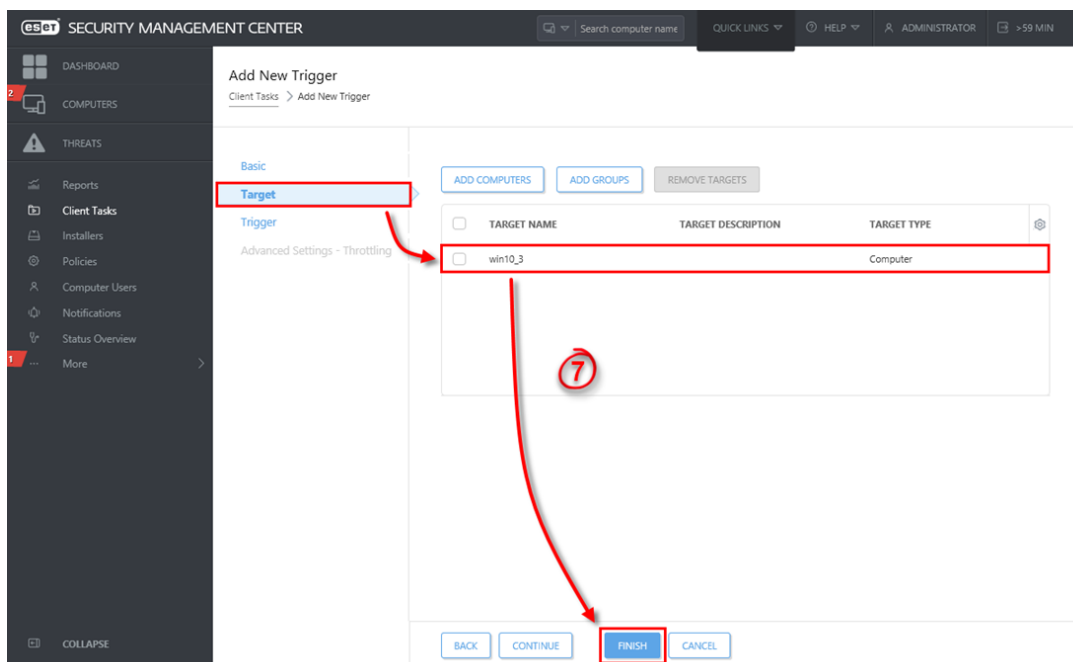 eset SECURITY MANAGEMENT CENTER
Search computer name
QUICK LINKS
HELP
ADMINISTRATOR
>59 MIN
DASHBOARD
2
COMPUTERS
THREATS
Reports
Client Tasks
Installers
Policies
Computer Users
Notifications
Status Overview
1
More
COLLAPSE
Add New Trigger
Client Tasks > Add New Trigger
Basic
Target
Trigger
Advanced Settings - Throttling
ADD COMPUTERS
ADD GROUPS
REMOVE TARGETS
TARGET NAME TARGET DESCRIPTION TARGET TYPE
win10_3 Computer
7
BACK
CONTINUE
FINISH
CANCEL